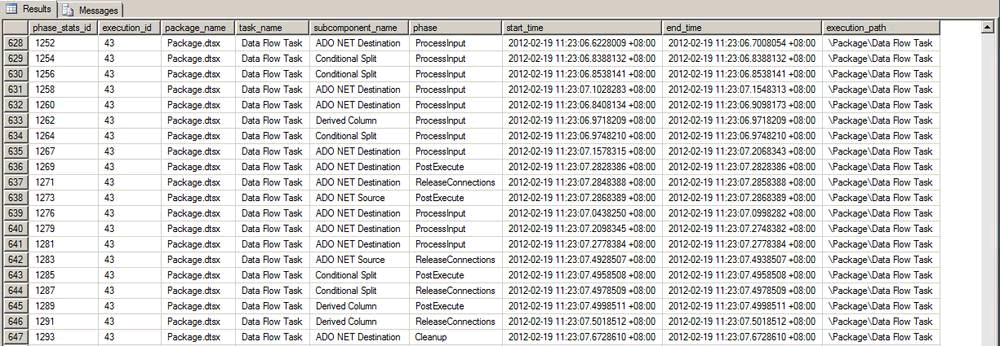 Results Messages
phase_stats_id execution_id package_name task_name subcomponent_name phase start_time end_time execution_path
628 1252 43 Package.dtsx Data Flow Task ADO NET Destination ProcessInput 2012-02-19 11:23:06.6228009 +08:00 2012-02-19 11:23:06.7008054 +08:00 \Package\Data Flow Task
629 1254 43 Package.dtsx Data Flow Task Conditional Split ProcessInput 2012-02-19 11:23:06.8388132 +08:00 2012-02-19 11:23:06.8388132 +08:00 \Package\Data Flow Task
630 1256 43 Package.dtsx Data Flow Task Conditional Split ProcessInput 2012-02-19 11:23:06.8538141 +08:00 2012-02-19 11:23:06.8538141 +08:00 \Package\Data Flow Task
631 1258 43 Package.dtsx Data Flow Task ADO NET Destination ProcessInput 2012-02-19 11:23:07.1028283 +08:00 2012-02-19 11:23:07.1548313 +08:00 \Package\Data Flow Task
632 1260 43 Package.dtsx Data Flow Task ADO NET Destination ProcessInput 2012-02-19 11:23:06.8408134 +08:00 2012-02-19 11:23:06.9098173 +08:00 \Package\Data Flow Task
633 1262 43 Package.dtsx Data Flow Task Derived Column ProcessInput 2012-02-19 11:23:06.9718209 +08:00 2012-02-19 11:23:06.9718209 +08:00 \Package\Data Flow Task
634 1264 43 Package.dtsx Data Flow Task Conditional Split ProcessInput 2012-02-19 11:23:06.9748210 +08:00 2012-02-19 11:23:06.9748210 +08:00 \Package\Data Flow Task
635 1267 43 Package.dtsx Data Flow Task ADO NET Destination ProcessInput 2012-02-19 11:23:07.1578315 +08:00 2012-02-19 11:23:07.2068343 +08:00 \Package\Data Flow Task
636 1269 43 Package.dtsx Data Flow Task ADO NET Destination PostExecute 2012-02-19 11:23:07.2828386 +08:00 2012-02-19 11:23:07.2828386 +08:00 \Package\Data Flow Task
637 1271 43 Package.dtsx Data Flow Task ADO NET Destination ReleaseConnections 2012-02-19 11:23:07.2848388 +08:00 2012-02-19 11:23:07.2858388 +08:00 \Package\Data Flow Task
638 1273 43 Package.dtsx Data Flow Task ADO NET Source PostExecute 2012-02-19 11:23:07.2868389 +08:00 2012-02-19 11:23:07.2868389 +08:00 \Package\Data Flow Task
639 1276 43 Package.dtsx Data Flow Task ADO NET Destination ProcessInput 2012-02-19 11:23:07.0438250 +08:00 2012-02-19 11:23:07.0998282 +08:00 \Package\Data Flow Task
640 1279 43 Package.dtsx Data Flow Task ADO NET Destination ProcessInput 2012-02-19 11:23:07.2098345 +08:00 2012-02-19 11:23:07.2748382 +08:00 \Package\Data Flow Task
641 1281 43 Package.dtsx Data Flow Task ADO NET Destination ProcessInput 2012-02-19 11:23:07.2778384 +08:00 2012-02-19 11:23:07.2778384 +08:00 \Package\Data Flow Task
642 1283 43 Package.dtsx Data Flow Task ADO NET Source ReleaseConnections 2012-02-19 11:23:07.4928507 +08:00 2012-02-19 11:23:07.4938507 +08:00 \Package\Data Flow Task
643 1285 43 Package.dtsx Data Flow Task Conditional Split PostExecute 2012-02-19 11:23:07.4958508 +08:00 2012-02-19 11:23:07.4958508 +08:00 \Package\Data Flow Task
644 1287 43 Package.dtsx Data Flow Task Conditional Split ReleaseConnections 2012-02-19 11:23:07.4978509 +08:00 2012-02-19 11:23:07.4978509 +08:00 \Package\Data Flow Task
645 1289 43 Package.dtsx Data Flow Task Derived Column PostExecute 2012-02-19 11:23:07.4998511 +08:00 2012-02-19 11:23:07.4998511 +08:00 \Package\Data Flow Task
646 1291 43 Package.dtsx Data Flow Task Derived Column ReleaseConnections 2012-02-19 11:23:07.5018512 +08:00 2012-02-19 11:23:07.5018512 +08:00 \Package\Data Flow Task
647 1293 43 Package.dtsx Data Flow Task ADO NET Destination Cleanup 2012-02-19 11:23:07.6728610 +08:00 2012-02-19 11:23:07.6728610 +08:00 \Package\Data Flow Task